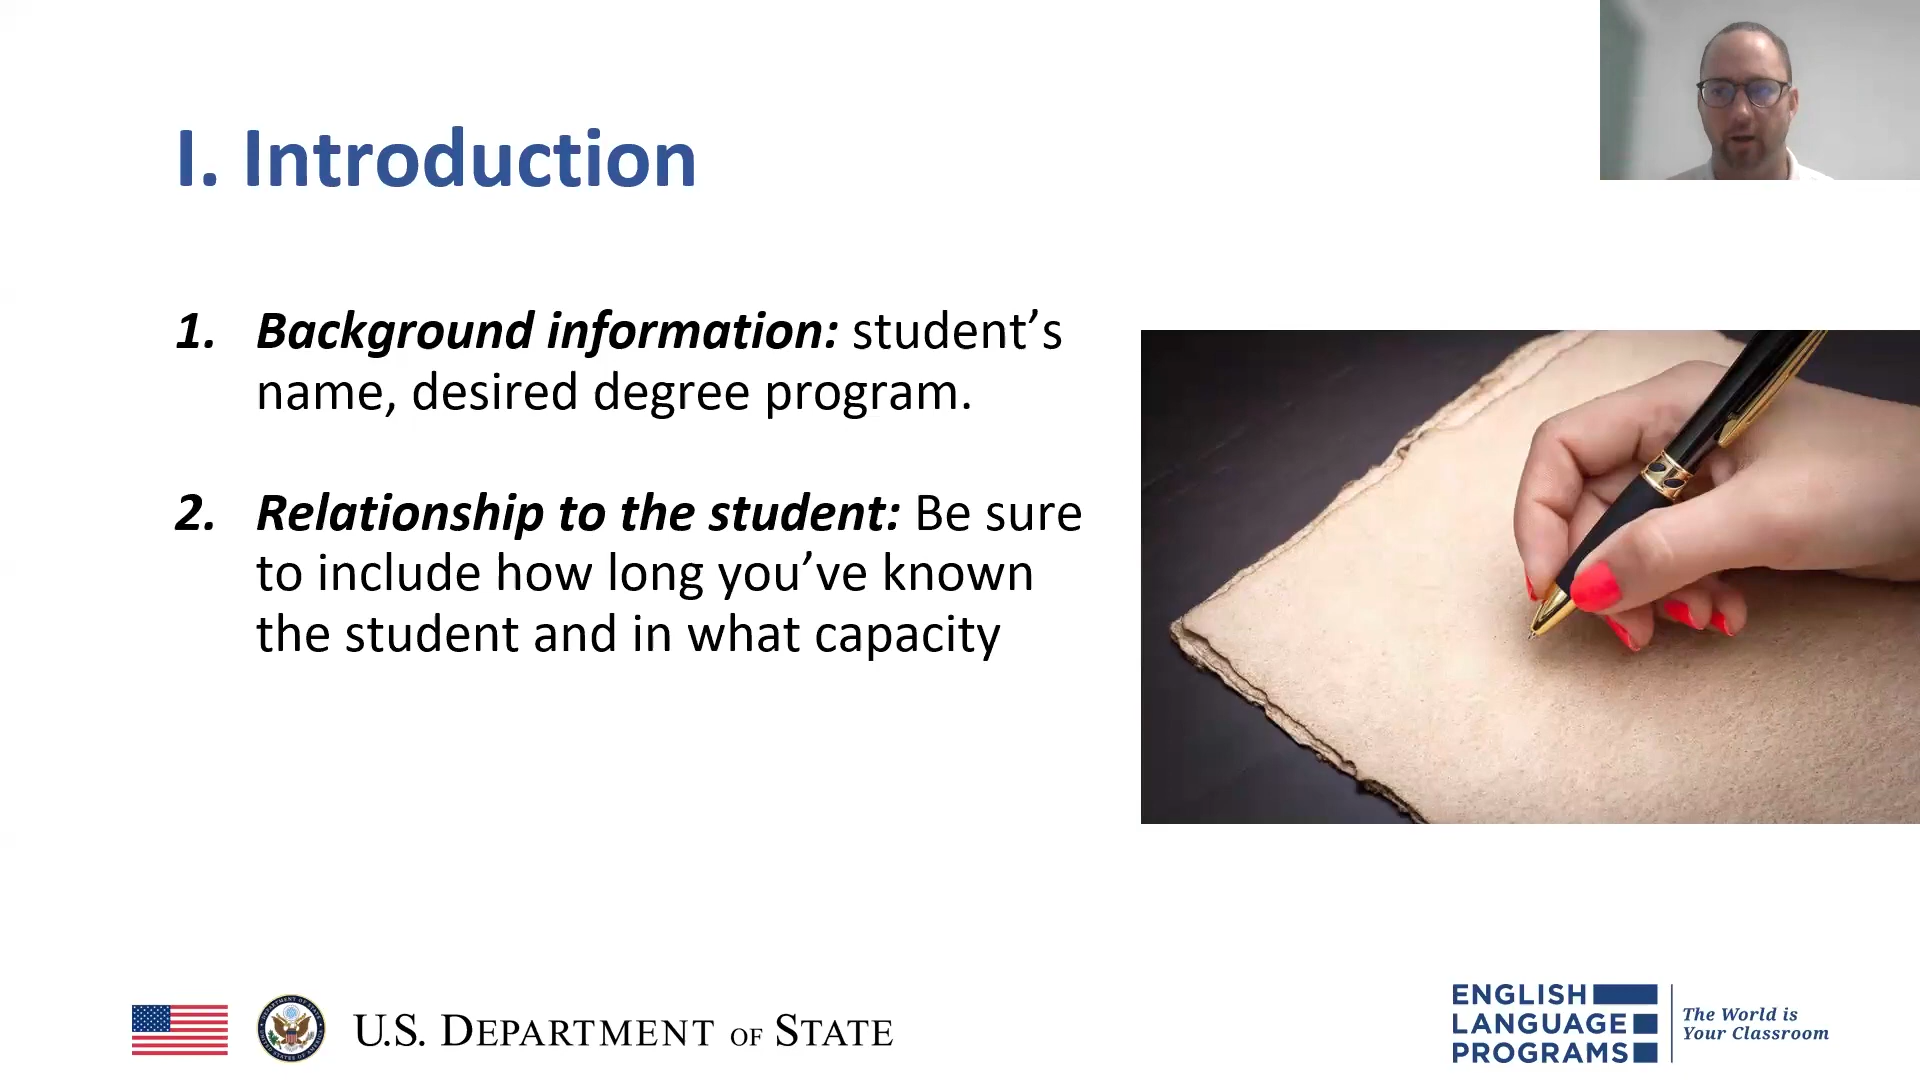 I. Introduction
1. Background information: student’s
name, desired degree program.
2. Relationship to the student: Be sure
to include how long you’ve known
the student and in what capacity
U.S. DEPARTMENT OF STATE
ENGLISH
LANGUAGE
PROGRAMS
The World is
Your Classroom